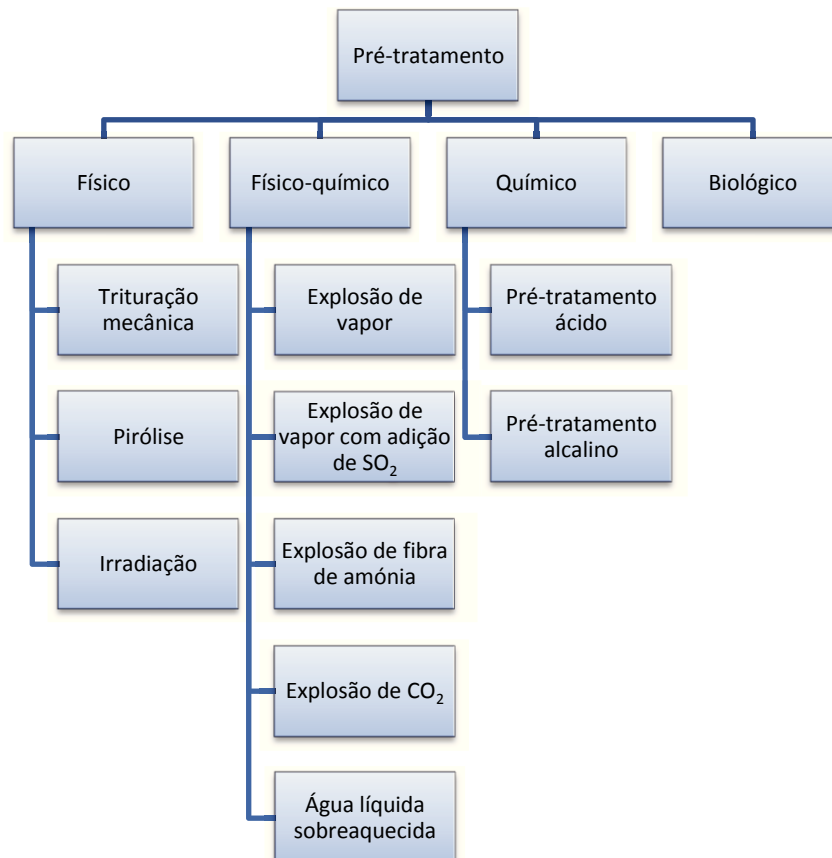 Pré-tratamento
Físico
Físico-químico
Químico
Biológico
Trituração
mecânica
Pirólise
Irradiação
Explosão de
vapor
Explosão de
vapor com adição
de SO₂
Explosão de fibra
de amónia
Explosão de CO₂
Água líquida
sobreaquecida
Pré-tratamento
ácido
Pré-tratamento
alcalino